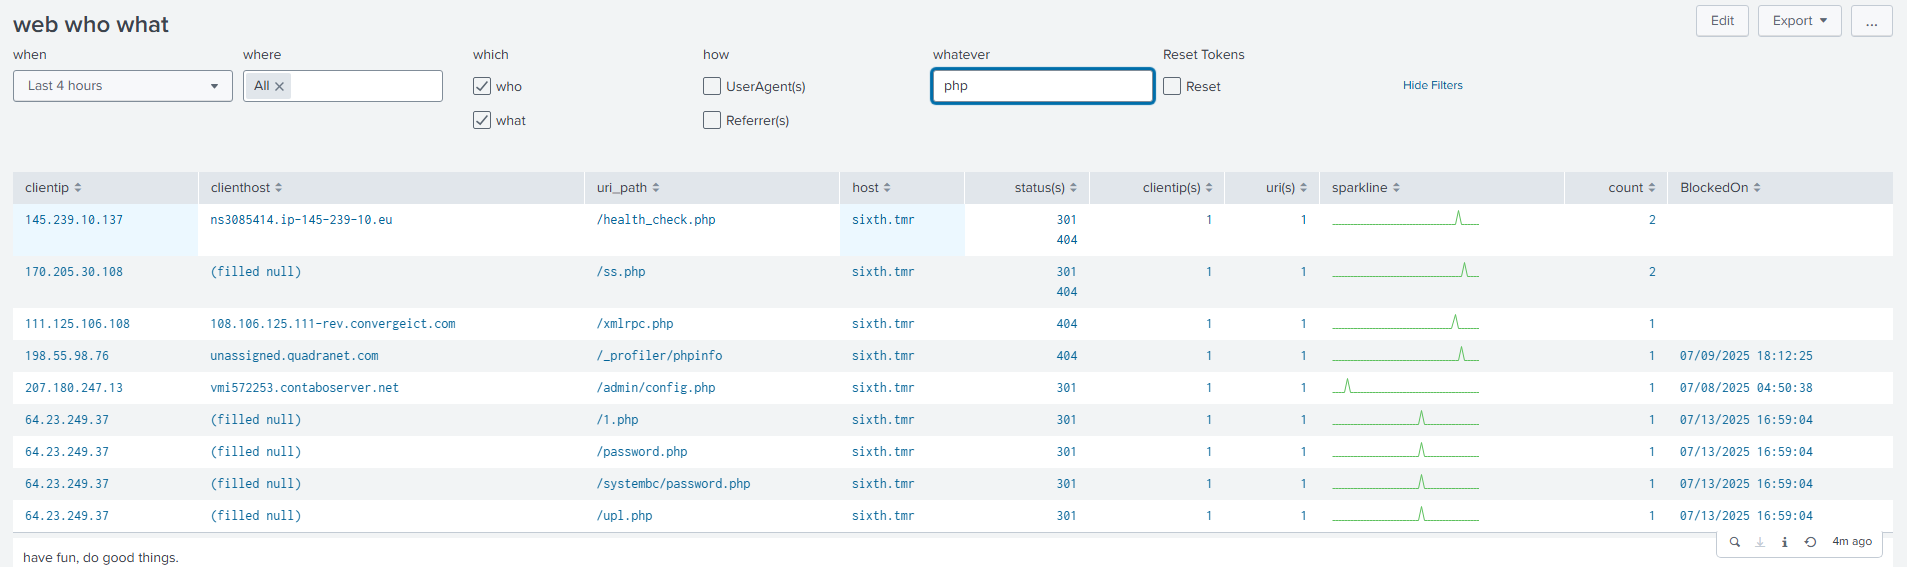 web who what
Edit Export ...
when where which how whatever Reset Tokens
Last 4 hours All who UserAgent(s) php Reset Hide Filters
what Referrer(s)
clientip clienthost uri_path host status(s) clientip(s) uri(s) sparkline count BlockedOn
145.239.10.137 ns3085414.ip-145-239-10.eu /health_check.php sixth.tmr 301 1 1 2
404
170.205.30.108 (filled null) /ss.php sixth.tmr 301 1 1 2
404
111.125.106.108 108.106.125.111-rev.convergeict.com /xmlrpc.php sixth.tmr 404 1 1 1
198.55.98.76 unassigned.quadranet.com /_profiler/phpinfo sixth.tmr 404 1 1 1 07/09/2025 18:12:25
207.180.247.13 vmi572253.contaboserver.net /admin/config.php sixth.tmr 301 1 1 1 07/08/2025 04:50:38
64.23.249.37 (filled null) /1.php sixth.tmr 301 1 1 1 07/13/2025 16:59:04
64.23.249.37 (filled null) /password.php sixth.tmr 301 1 1 1 07/13/2025 16:59:04
64.23.249.37 (filled null) /systembc/password.php sixth.tmr 301 1 1 1 07/13/2025 16:59:04
64.23.249.37 (filled null) /upl.php sixth.tmr 301 1 1 1 07/13/2025 16:59:04
4m ago
have fun, do good things.